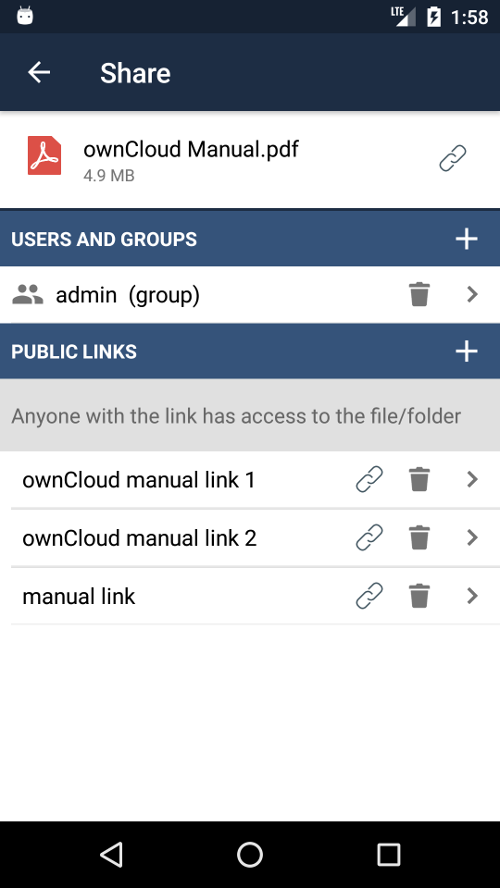 LTE 1:58
Share
ownCloud Manual.pdf
4.9 MB
USERS AND GROUPS
admin (group)
PUBLIC LINKS
Anyone with the link has access to the file/folder
ownCloud manual link 1
ownCloud manual link 2
manual link